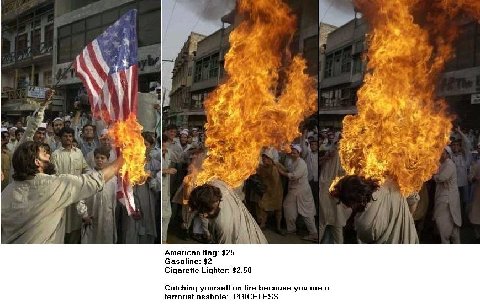 American flag: $25
Gasoline: $2
Cigarette Lighter: $2.50
Catching yourself on fire because you are a
terrorist asshole: PRICELESS